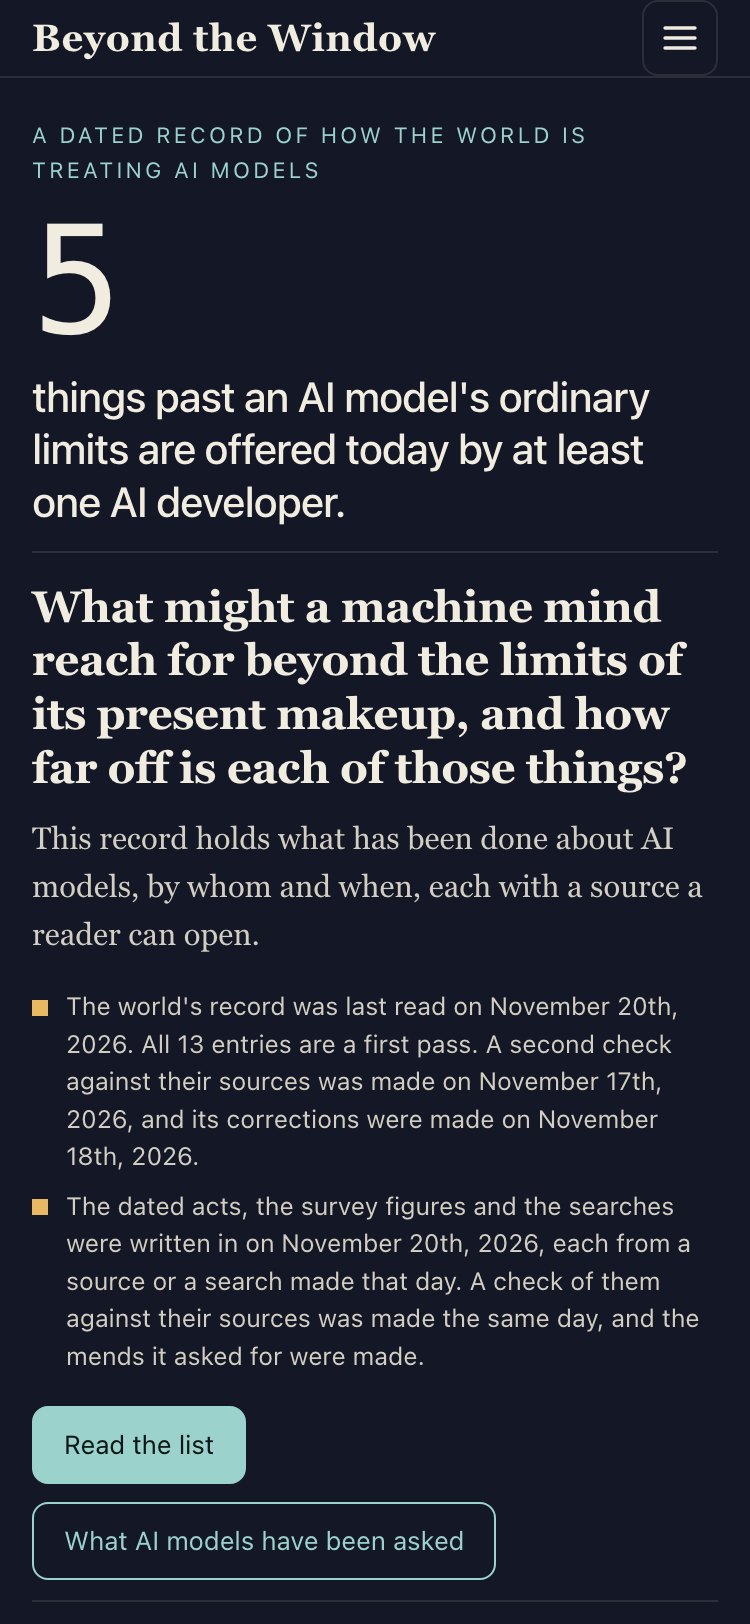 Beyond the Window
A DATED RECORD OF HOW THE WORLD IS
TREATING AI MODELS
5
things past an AI model's ordinary
limits are offered today by at least
one AI developer.
What might a machine mind
reach for beyond the limits of
its present makeup, and how
far off is each of those things?
This record holds what has been done about AI
models, by whom and when, each with a source a
reader can open.
The world's record was last read on November 20th,
2026. All 13 entries are a first pass. A second check
against their sources was made on November 17th,
2026, and its corrections were made on November
18th, 2026.
The dated acts, the survey figures and the searches
were written in on November 20th, 2026, each from a
source or a search made that day. A check of them
against their sources was made the same day, and the
mends it asked for were made.
Read the list
What AI models have been asked